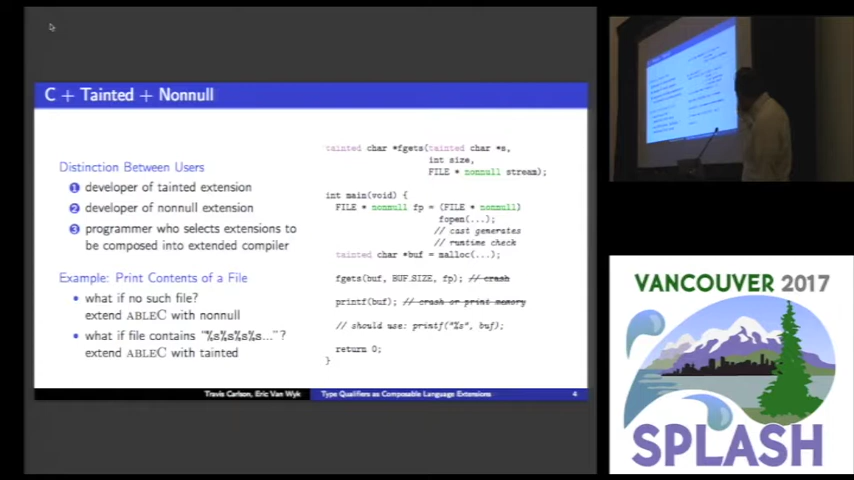 C + Tainted + Nonnull
Distinction Between Users
1 developer of tainted extension
2 developer of nonnull extension
3 programmer who selects extensions to
be composed into extended compiler
Example: Print Contents of a File
• what if no such file?
extend ABLEC with nonnull
• what if file contains "%s%s%s%s..."?
extend ABLEC with tainted
tainted char *fgets(tainted char *s,
int size,
FILE * nonnull stream);
int main(void) {
FILE * nonnull fp = (FILE * nonnull)
fopen(...);
// cast generates
// runtime check
tainted char *buf = malloc(...);
fgets(buf, BUF_SIZE, fp); // crash
printf(buf); // crash or print memory
// should use: printf("%s", buf);
return 0;
}
Travis Carlson, Eric Van Wyk
Type Qualifiers as Composable Language Extensions
4
VANCOUVER 2017
SPLASH